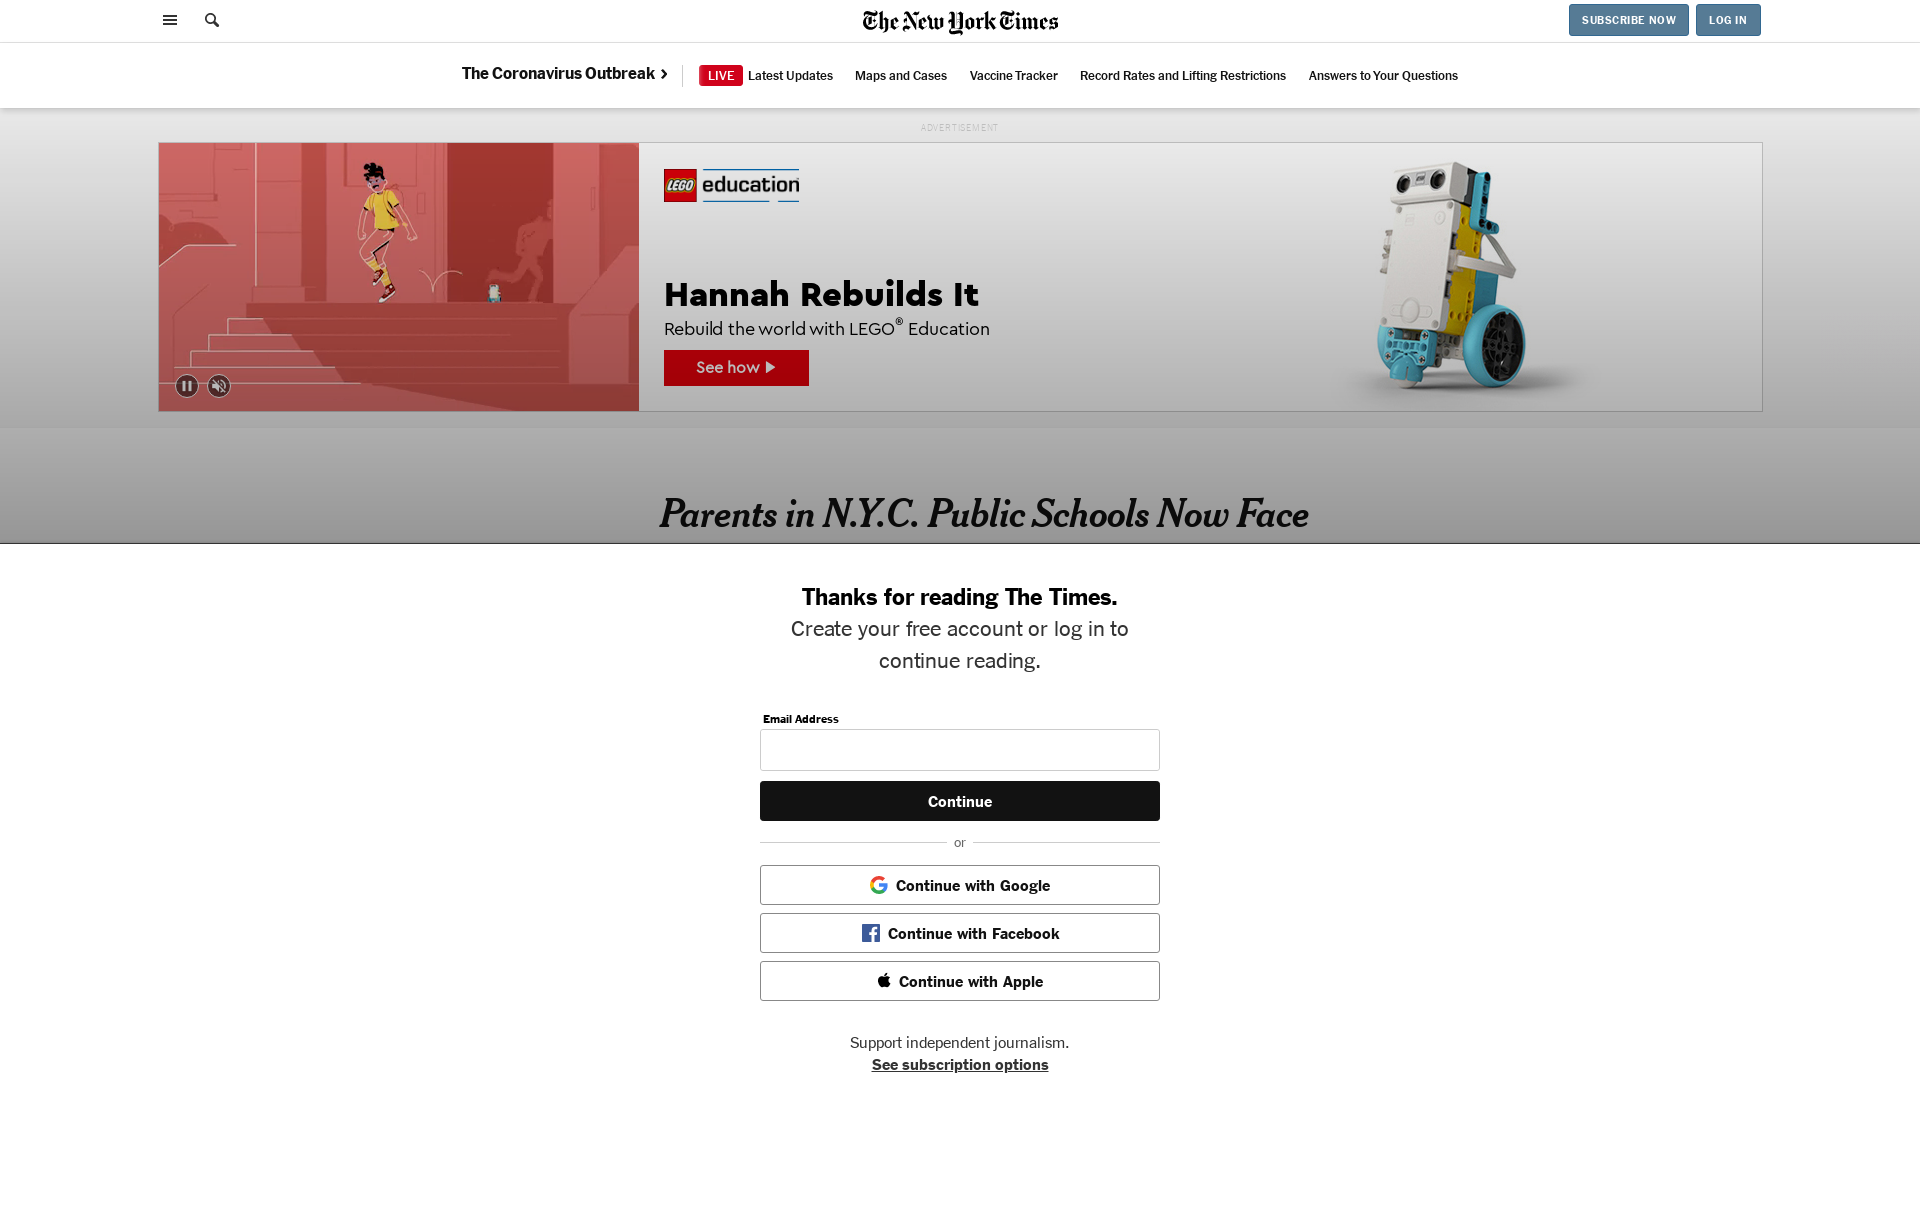 The New York Times
SUBSCRIBE NOW
LOG IN
The Coronavirus Outbreak
LIVE Latest Updates
Maps and Cases
Vaccine Tracker
Record Rates and Lifting Restrictions
Answers to Your Questions
ADVERTISEMENT
LEGO education
Hannah Rebuilds It
Rebuild the world with LEGO® Education
See how
Parents in N.Y.C. Public Schools Now Face
Thanks for reading The Times.
Create your free account or log in to
continue reading.
Email Address
Continue
or
Continue with Google
Continue with Facebook
Continue with Apple
Support independent journalism.
See subscription options